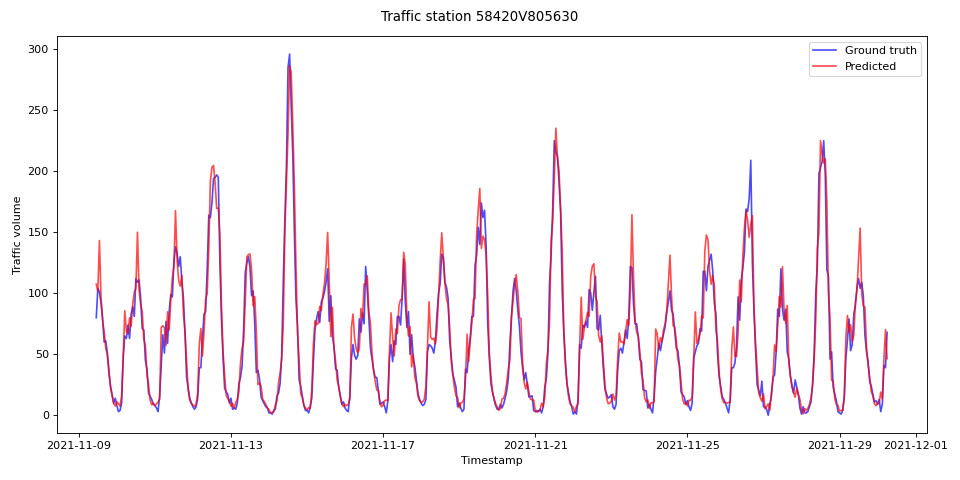 Traffic station 58420V805630
Ground truth
Predicted
Traffic volume
300
250
200
150
100
50
0
2021-11-09 2021-11-13 2021-11-17 2021-11-21 2021-11-25 2021-11-29 2021-12-01
Timestamp